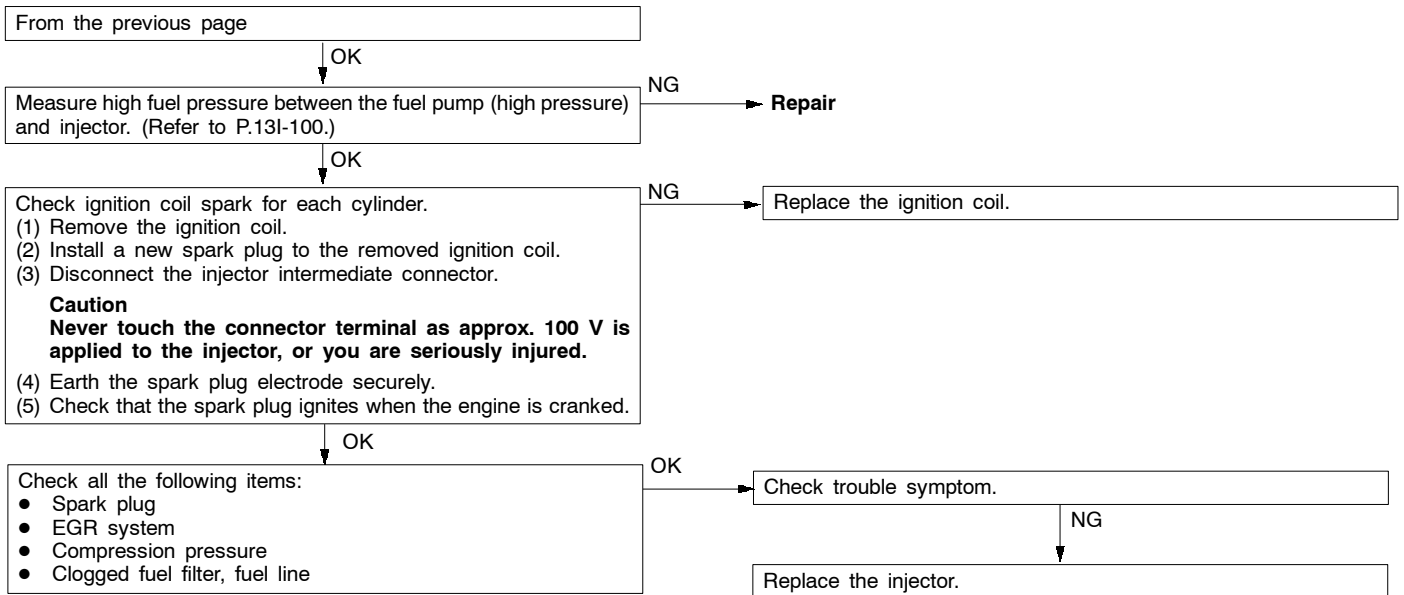 From the previous page
OK
Measure high fuel pressure between the fuel pump (high pressure)
and injector. (Refer to P.13I-100.)
NG
Repair
OK
Check ignition coil spark for each cylinder.
(1) Remove the ignition coil.
(2) Install a new spark plug to the removed ignition coil.
(3) Disconnect the injector intermediate connector.
Caution
Never touch the connector terminal as approx. 100 V is
applied to the injector, or you are seriously injured.
(4) Earth the spark plug electrode securely.
(5) Check that the spark plug ignites when the engine is cranked.
NG
Replace the ignition coil.
OK
Check all the following items:
● Spark plug
● EGR system
● Compression pressure
● Clogged fuel filter, fuel line
OK
Check trouble symptom.
NG
Replace the injector.